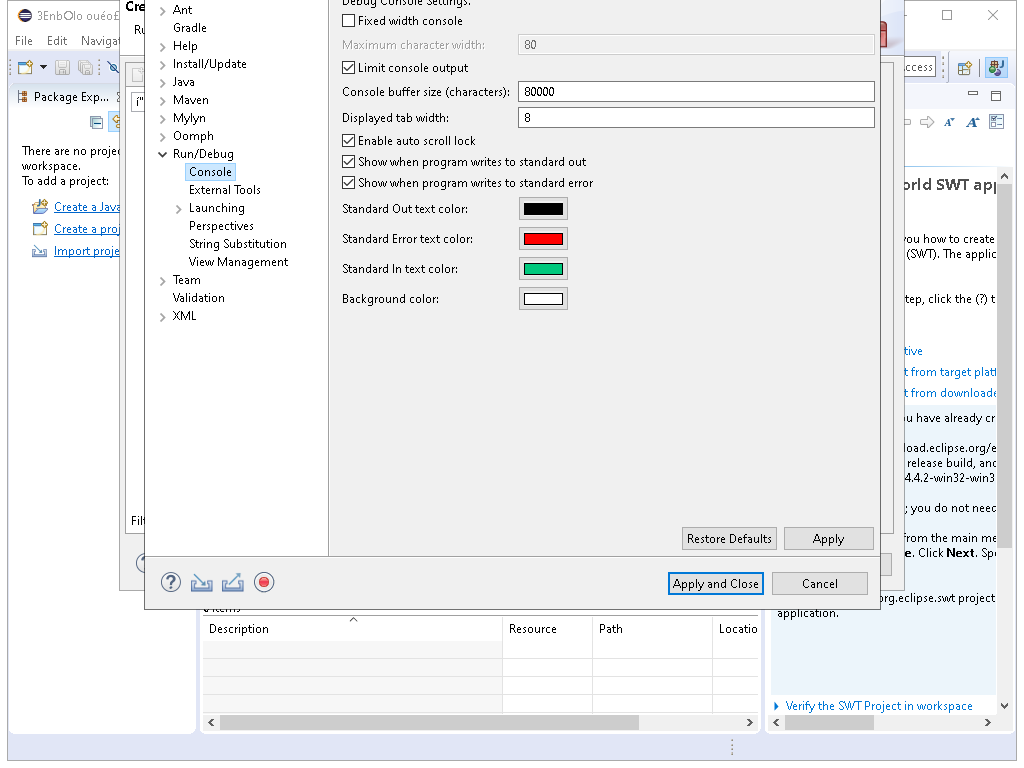 3EnbOlo
File Edit Navigat
Package Exp...
There are no projec
workspace.
To add a project:
Create a Java
Create a proj
Import proje
Cre
Ru
Filt
Ant
Gradle
Help
Install/Update
Java
Maven
Mylyn
Oomph
Run/Debug
Console
External Tools
Launching
Perspectives
String Substitution
View Management
Team
Validation
XML
Debug Console Settings.
Fixed width console
Maximum character width: 80
Limit console output
Console buffer size (characters): 80000
Displayed tab width: 8
Enable auto scroll lock
Show when program writes to standard out
Show when program writes to standard error
Standard Out text color:
Standard Error text color:
Standard In text color:
Background color:
Restore Defaults Apply
Apply and Close Cancel
Description Resource Path Locatio
ccess
orld SWT app
you how to create
(SWT). The applic
tep, click the (?) t
tive
t from target platf
t from downloade
ou have already cr
load.eclipse.org/e
release build, and
4.4.2-win32-win3
; you do not need
from the main me
e. Click Next. Spe
org.eclipse.swt project
application.
Verify the SWT Project in workspace